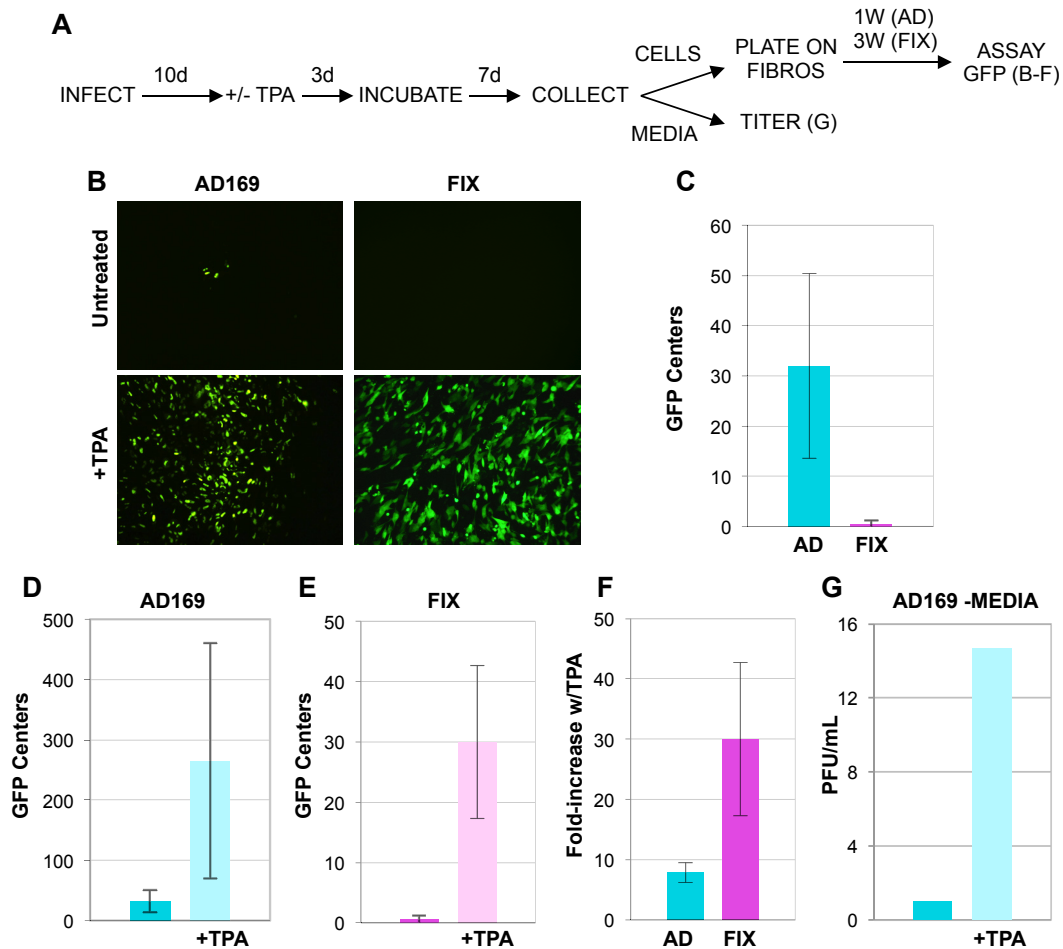 A
INFECT
10d
+/- TPA
3d
INCUBATE
7d
COLLECT
CELLS
MEDIA
PLATE ON
FIBROS
TITER (G)
1W (AD)
3W (FIX)
ASSAY
GFP (B-F)
B
AD169
FIX
Untreated
+TPA
C
GFP Centers
60
50
40
30
20
10
0
AD
FIX
D
AD169
GFP Centers
500
400
300
200
100
0
+TPA
E
FIX
GFP Centers
50
40
30
20
10
0
+TPA
F
Fold-increase w/TPA
50
40
30
20
10
0
AD
FIX
G
AD169 -MEDIA
PFU/mL
16
12
8
4
0
+TPA